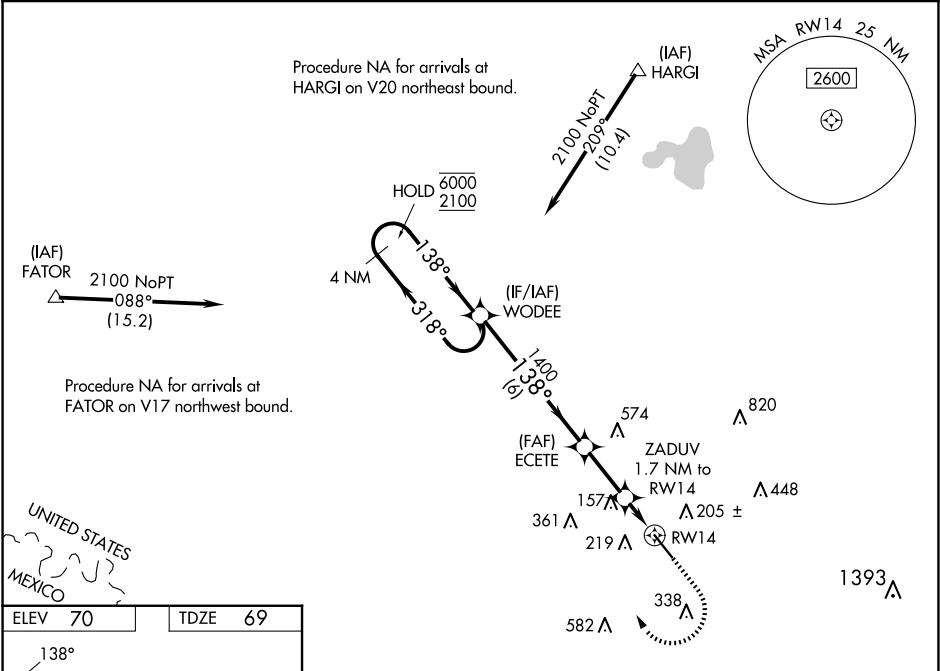 MSA RW14 25 NM
2600
(IAF)
HARGI
Procedure NA for arrivals at
HARGI on V20 northeast bound.
2100 NoPT
209°
(10.4)
HOLD 6000
2100
4 NM
138°
318°
(IAF)
FATOR
2100 NoPT
088°
(15.2)
(IF/IAF)
WODEE
1400
138°
(6)
Procedure NA for arrivals at
FATOR on V17 northwest bound.
574
820
(FAF)
ECETE
ZADUV
1.7 NM to
RW14
157
448
205 ±
361
219
RW14
UNITED STATES
MEXICO
1393
338
582
ELEV 70
TDZE 69
138°